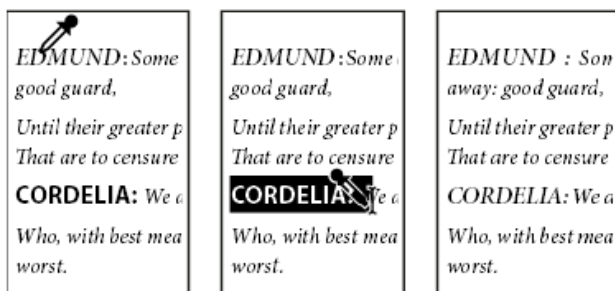 EDMUND: Some
good guard,
Until their greater p
That are to censure
CORDELIA: We a
Who, with best mea
worst.
EDMUND : Some
good guard,
Until their greater p
That are to censure
CORDELIA: We a
Who, with best mea
worst.
EDMUND : Som
away: good guard,
Until their greater p
That are to censure
CORDELIA: We a
Who, with best mea
worst.